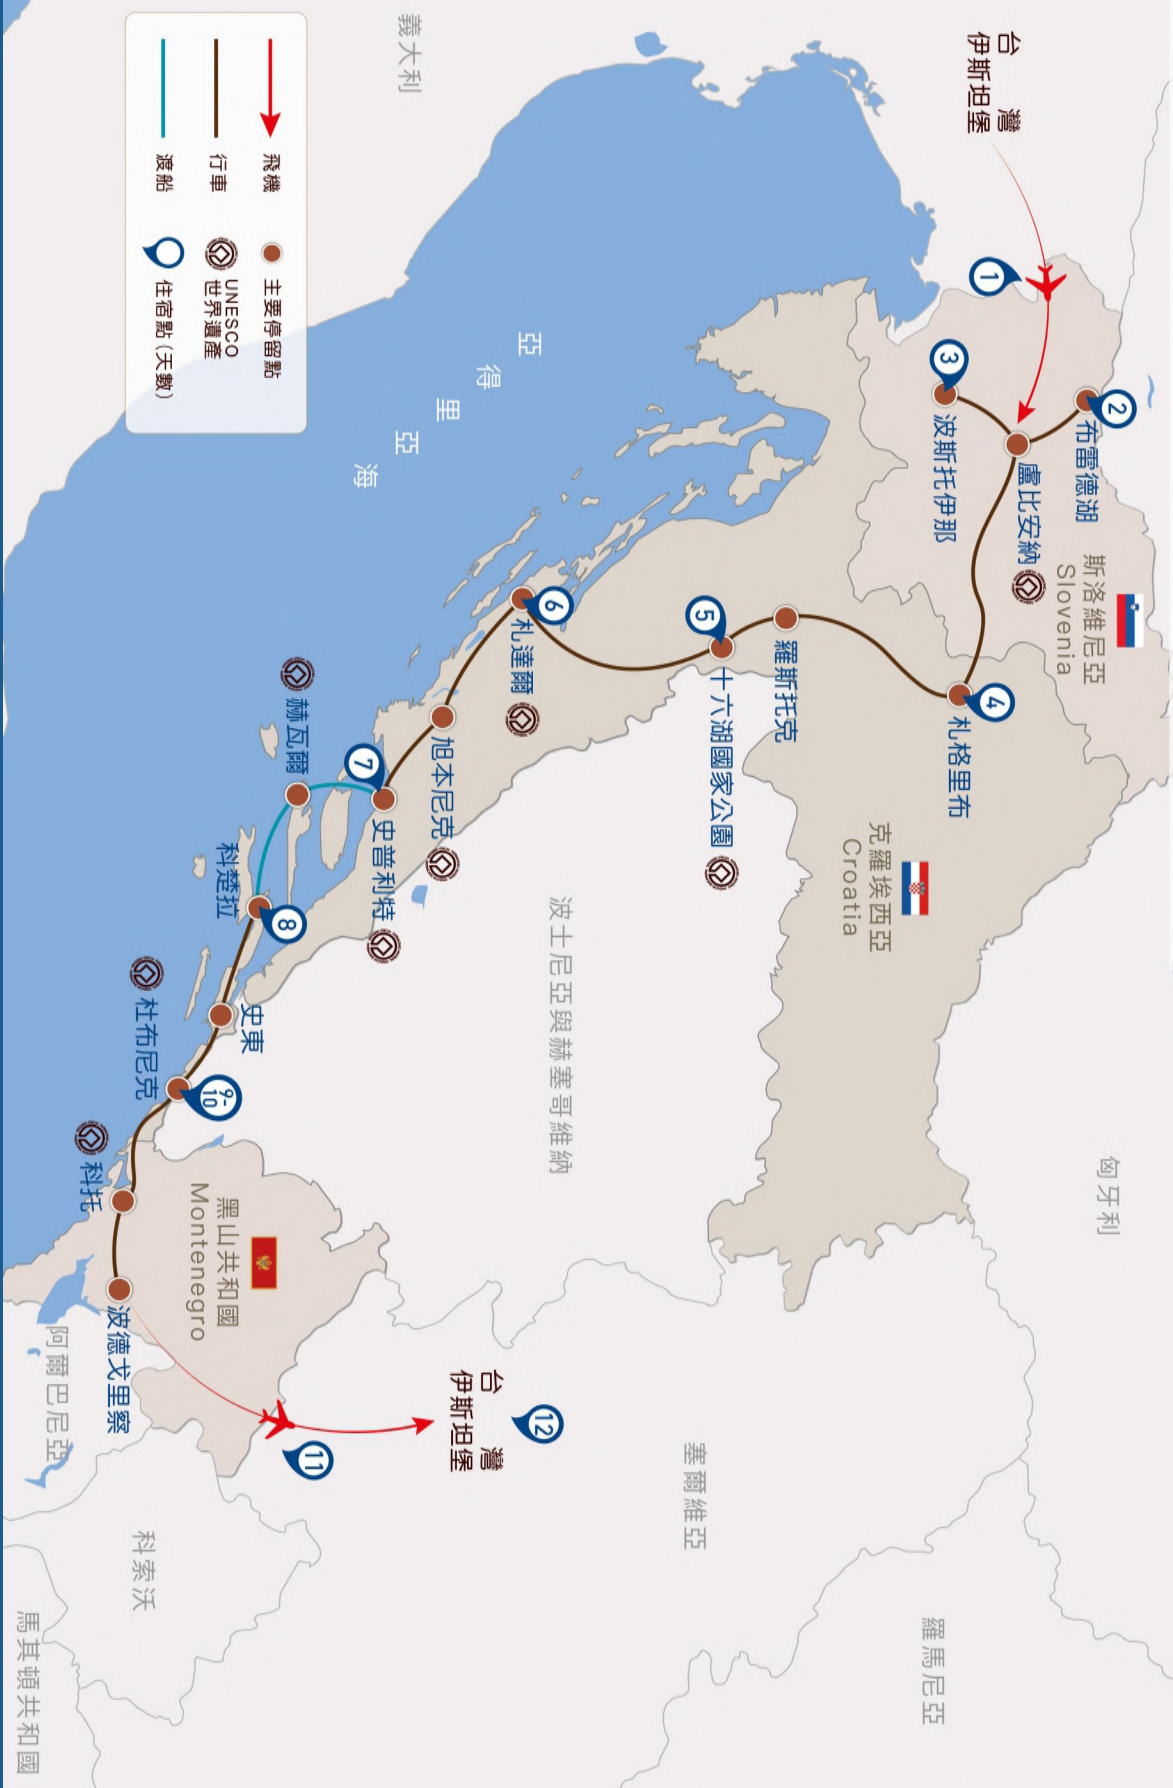 台灣
伊斯坦堡
1
2
布雷德湖
3
波斯托伊那
盧比安納
斯洛維尼亞
Slovenia
4
札格里布
羅斯托克
5
十六湖國家公園
克羅埃西亞
Croatia
6
札達爾
旭本尼克
7
史普利特
赫瓦爾
8
科楚拉
史東
9-10
杜布尼克
科托
黑山共和國
Montenegro
波德戈里察
11
12
台灣
伊斯坦堡
義大利
亞得里亞海
波士尼亞與赫塞哥維納
匈牙利
塞爾維亞
羅馬尼亞
阿爾巴尼亞
科索沃
馬其頓共和國
飛機
行車
渡船
主要停留點
UNESCO
世界遺產
住宿點(天數)